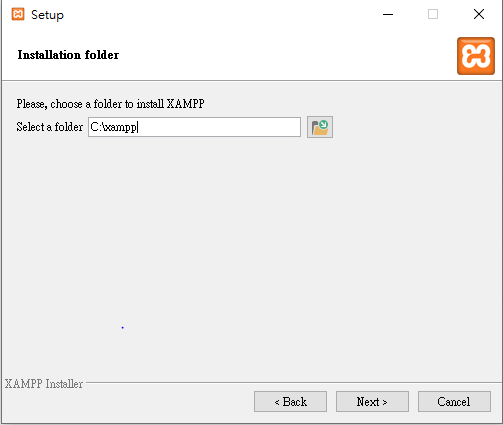 Setup
Installation folder
Please, choose a folder to install XAMPP
Select a folder C:\xampp
XAMPP Installer
< Back Next > Cancel